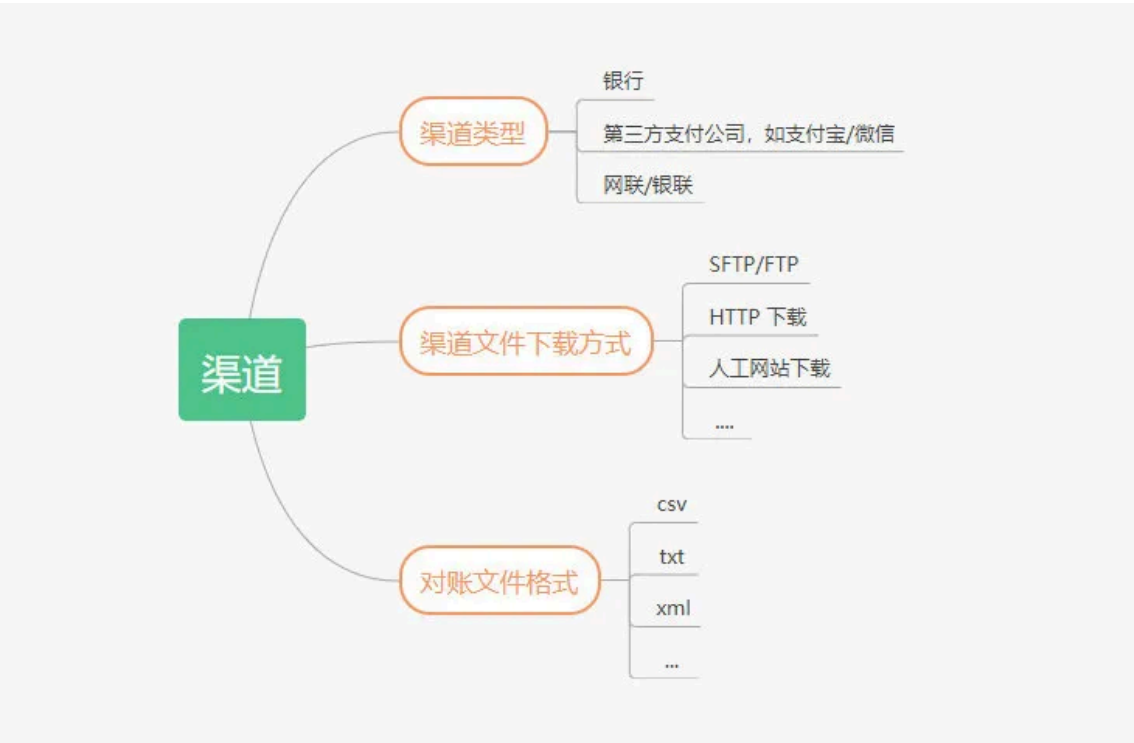 渠道
渠道类型
银行
第三方支付公司，如支付宝/微信
网联/银联
渠道文件下载方式
SFTP/FTP
HTTP 下载
人工网站下载
....
对账文件格式
csv
txt
xml
...